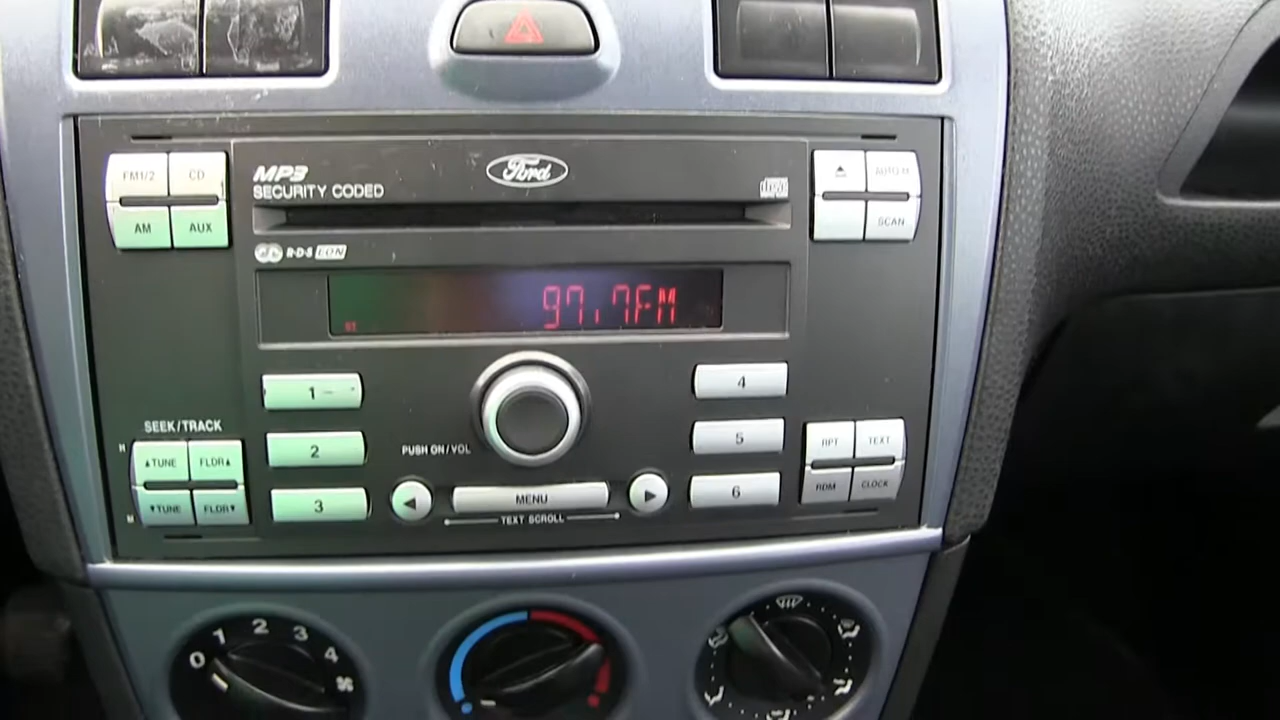 FM1/2 CD
AM AUX
MP3
SECURITY CODED
Ford
AUTO-M
SCAN
R·D·S EON
ST
97.7FM
1
2
3
4
5
6
SEEK/TRACK
H
▲TUNE FLDR▲
▼TUNE FLDR▼
M
PUSH ON/VOL
◀ MENU ▶
TEXT SCROLL
RPT TEXT
RDM CLOCK
0 1 2 3 4